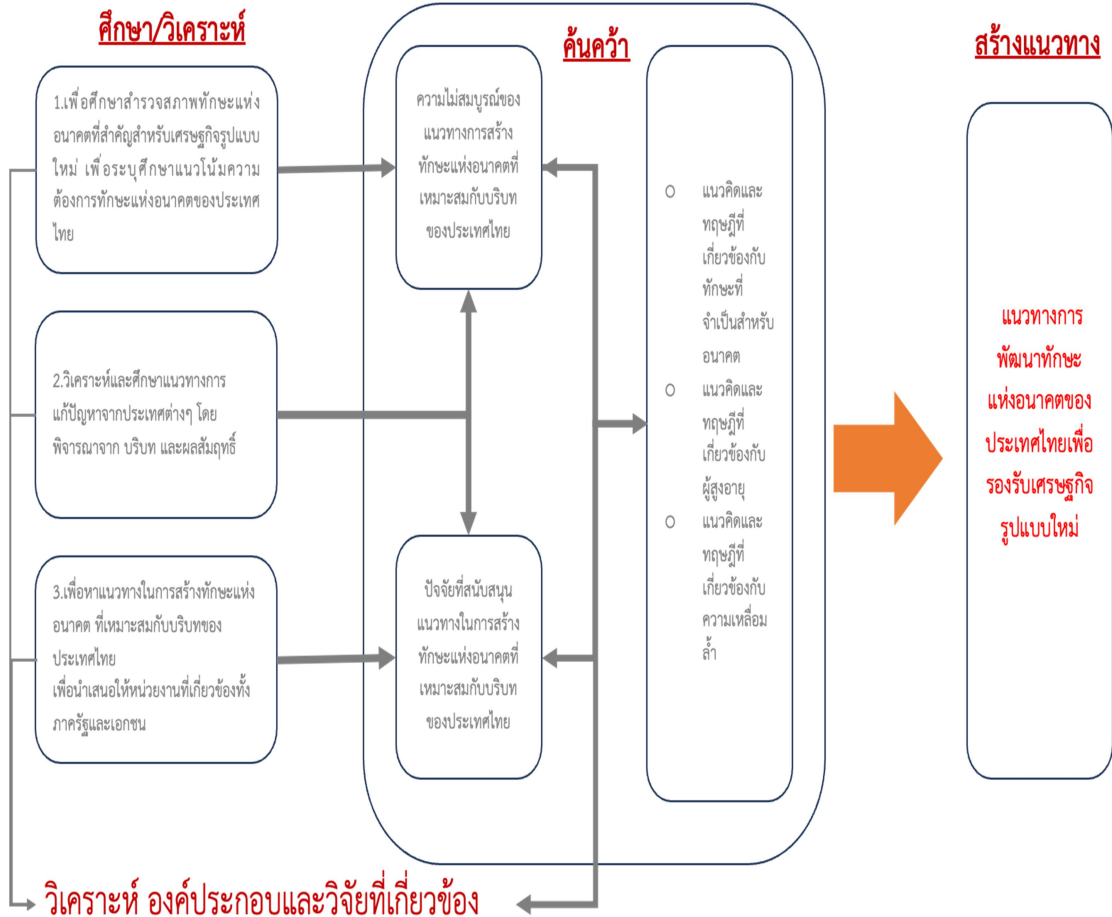 ศึกษา/วิเคราะห์
1.เพื่อศึกษาสำรวจสภาพทักษะแห่ง
อนาคตที่สำคัญสำหรับเศรษฐกิจรูปแบบ
ใหม่ เพื่อระบุศึกษาแนวโน้มความ
ต้องการทักษะแห่งอนาคตของประเทศ
ไทย
2.วิเคราะห์และศึกษาแนวทางการ
แก้ปัญหาจากประเทศต่างๆ โดย
พิจารณาจาก บริบท และผลสัมฤทธิ์
3.เพื่อหาแนวทางในการสร้างทักษะแห่ง
อนาคต ที่เหมาะสมกับบริบทของ
ประเทศไทย
เพื่อนำเสนอให้หน่วยงานที่เกี่ยวข้องทั้ง
ภาครัฐและเอกชน
ค้นคว้า
ความไม่สมบูรณ์ของ
แนวทางการสร้าง
ทักษะแห่งอนาคตที่
เหมาะสมกับบริบท
ของประเทศไทย
ปัจจัยที่สนับสนุน
แนวทางในการสร้าง
ทักษะแห่งอนาคตที่
เหมาะสมกับบริบท
ของประเทศไทย
○ แนวคิดและ
ทฤษฎีที่
เกี่ยวข้องกับ
ทักษะที่
จำเป็นสำหรับ
อนาคต
○ แนวคิดและ
ทฤษฎีที่
เกี่ยวข้องกับ
ผู้สูงอายุ
○ แนวคิดและ
ทฤษฎีที่
เกี่ยวข้องกับ
ความเหลื่อม
ล้ำ
สร้างแนวทาง
แนวทางการ
พัฒนาทักษะ
แห่งอนาคตของ
ประเทศไทยเพื่อ
รองรับเศรษฐกิจ
รูปแบบใหม่
วิเคราะห์ องค์ประกอบและวิจัยที่เกี่ยวข้อง